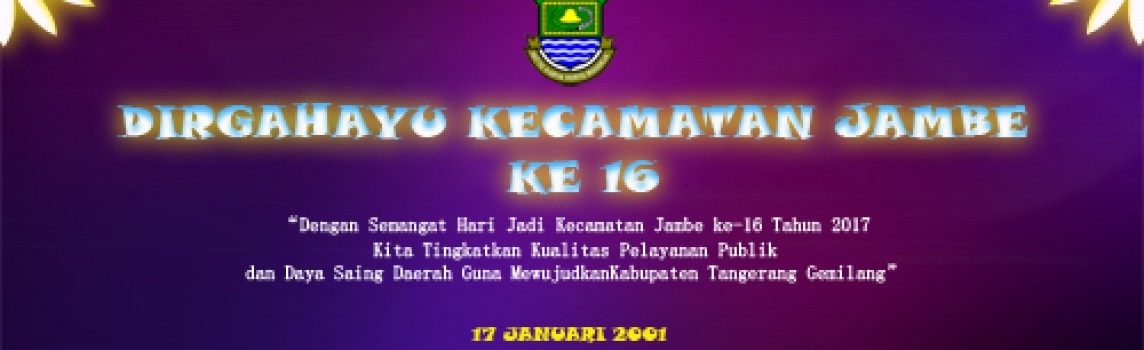 DIRGAHAYU KECAMATAN JAMBE
KE 16
“Dengan Semangat Hari Jadi Kecamatan Jambe ke-16 Tahun 2017
Kita Tingkatkan Kualitas Pelayanan Publik
dan Daya Saing Daerah Guna MewujudkanKabupaten Tangerang Gemilang”
17 JANUARI 2001